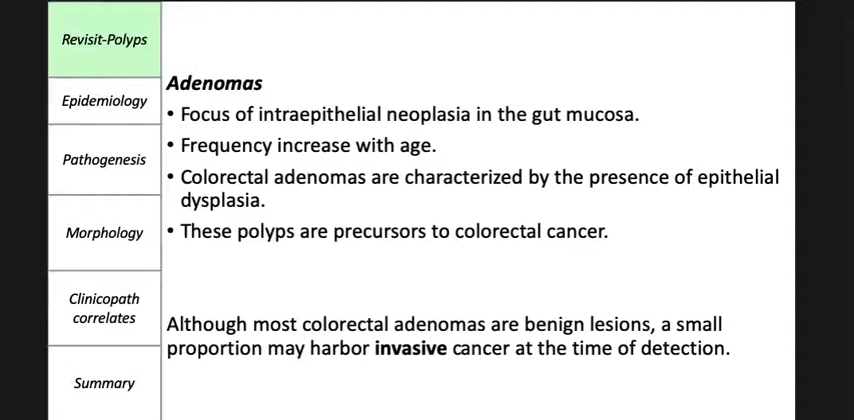 Revisit-Polyps
Epidemiology
Pathogenesis
Morphology
Clinicopath
correlates
Summary
Adenomas
• Focus of intraepithelial neoplasia in the gut mucosa.
• Frequency increase with age.
• Colorectal adenomas are characterized by the presence of epithelial
dysplasia.
• These polyps are precursors to colorectal cancer.
Although most colorectal adenomas are benign lesions, a small
proportion may harbor invasive cancer at the time of detection.